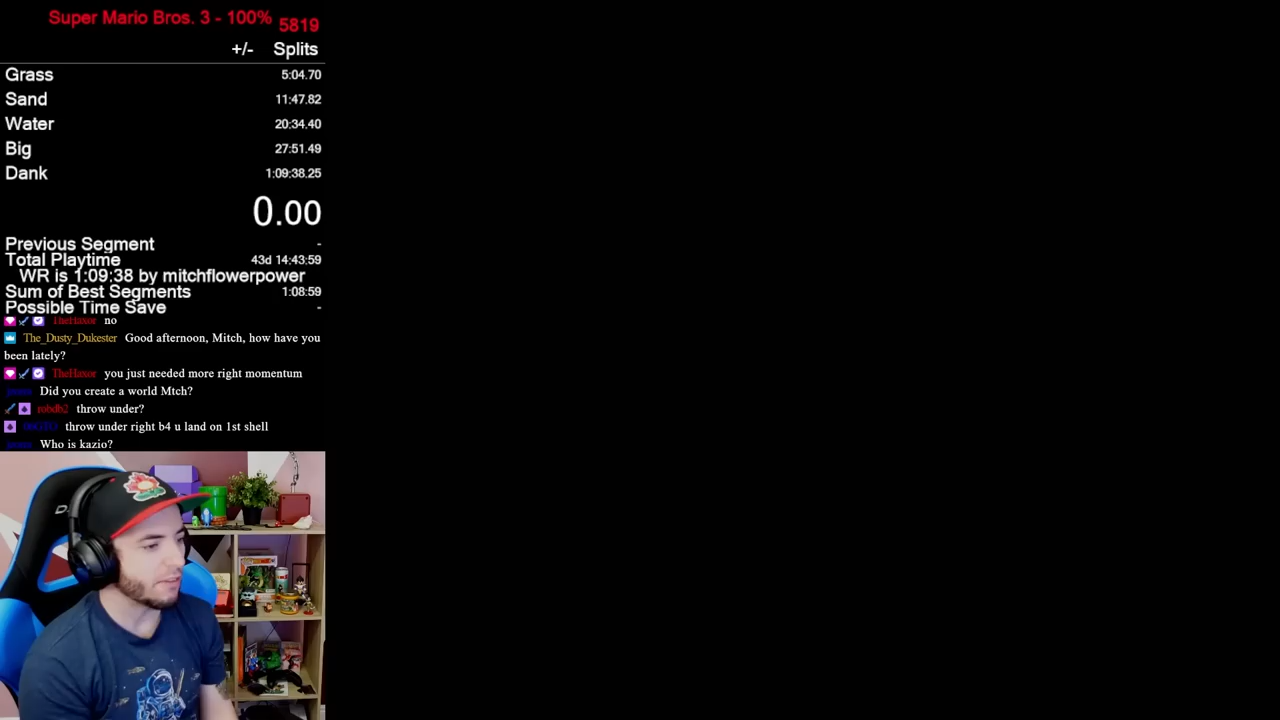 Super Mario Bros. 3 - 100% 5819
+/- Splits
Grass 5:04.70
Sand 11:47.82
Water 20:34.40
Big 27:51.49
Dank 1:09:38.25
0.00
Previous Segment -
Total Playtime 43d 14:43:59
WR is 1:09:38 by mitchflowerpower
Sum of Best Segments 1:08:59
Possible Time Save -
TheHaxor no
The_Dusty_Dukester Good afternoon, Mitch, how have you
been lately?
TheHaxor you just needed more right momentum
Did you create a world Mtch?
robdb2 throw under?
throw under right b4 u land on 1st shell
Who is kazio?